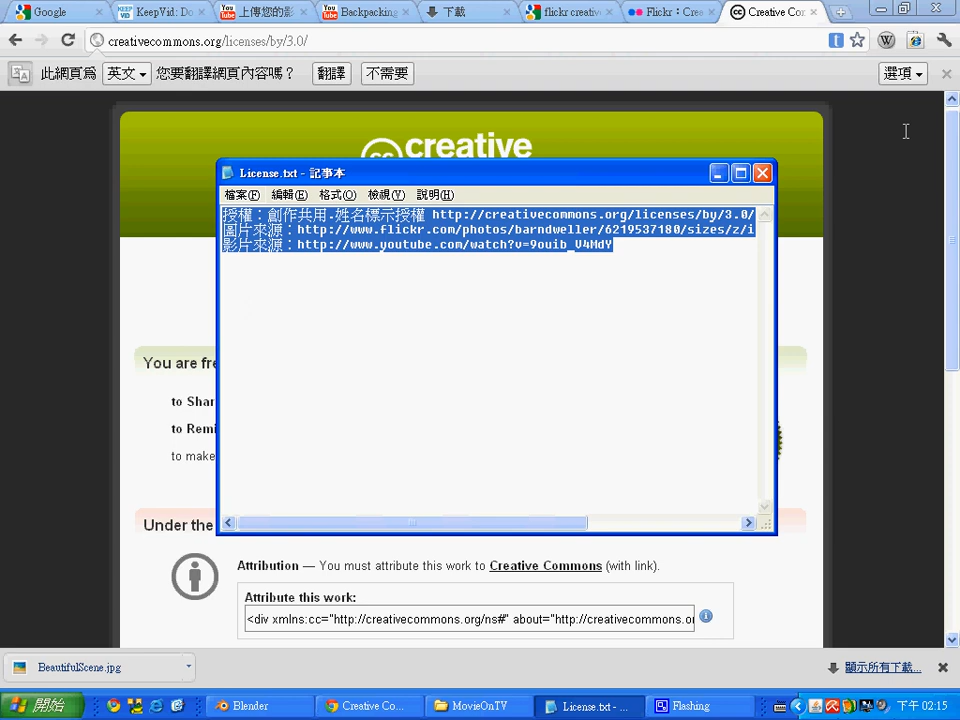 Google
KeepVid: Do
上傳您的影
Backpacking
下載
flickr creativ
Flickr：Crea
Creative Co
creativecommons.org/licenses/by/3.0/
此網頁為 英文 您要翻譯網頁內容嗎？ 翻譯 不需要 選項
creative
License.txt - 記事本
檔案(F) 編輯(E) 格式(O) 檢視(V) 說明(H)
授權：創作共用.姓名標示授權 http://creativecommons.org/licenses/by/3.0/
圖片來源：http://www.flickr.com/photos/barndweller/6219537180/sizes/z/i
影片來源：http://www.youtube.com/watch?v=9ouib_V4MdY
You are fre
to Shar
to Remi
to make
Under the
Attribution — You must attribute this work to Creative Commons (with link).
Attribute this work:
<div xmlns:cc="http://creativecommons.org/ns#" about="http://creativecommons.or
BeautifulScene.jpg
顯示所有下載...
開始
Blender
Creative Co...
MovieOnTV
License.txt - ...
Flashing
下午 02:15